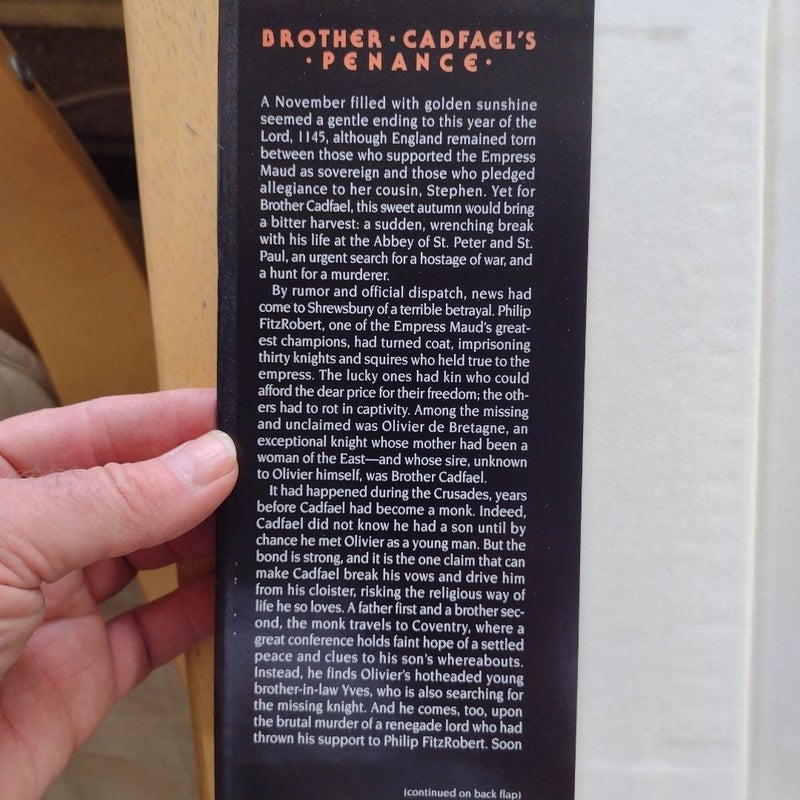 BROTHER · CADFAEL'S
· PENANCE ·
A November filled with golden sunshine
seemed a gentle ending to this year of the
Lord, 1145, although England remained torn
between those who supported the Empress
Maud as sovereign and those who pledged
allegiance to her cousin, Stephen. Yet for
Brother Cadfael, this sweet autumn would bring
a bitter harvest: a sudden, wrenching break
with his life at the Abbey of St. Peter and St.
Paul, an urgent search for a hostage of war, and
a hunt for a murderer.
By rumor and official dispatch, news had
come to Shrewsbury of a terrible betrayal. Philip
FitzRobert, one of the Empress Maud's great-
est champions, had turned coat, imprisoning
thirty knights and squires who held true to the
empress. The lucky ones had kin who could
afford the dear price for their freedom; the oth-
ers had to rot in captivity. Among the missing
and unclaimed was Olivier de Bretagne, an
exceptional knight whose mother had been a
woman of the East—and whose sire, unknown
to Olivier himself, was Brother Cadfael.
It had happened during the Crusades, years
before Cadfael had become a monk. Indeed,
Cadfael did not know he had a son until by
chance he met Olivier as a young man. But the
bond is strong, and it is the one claim that can
make Cadfael break his vows and drive him
from his cloister, risking the religious way of
life he so loves. A father first and a brother sec-
ond, the monk travels to Coventry, where a
great conference holds faint hope of a settled
peace and clues to his son's whereabouts.
Instead, he finds Olivier's hotheaded young
brother-in-law Yves, who is also searching for
the missing knight. And he comes, too, upon
the brutal murder of a renegade lord who had
thrown his support to Philip FitzRobert. Soon
(continued on back flap)